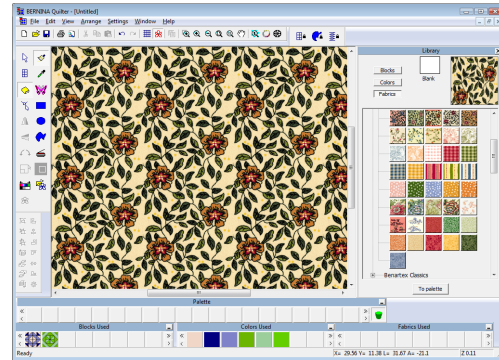 BERNINA Quilter - [Untitled]
File Edit View Arrange Settings Window Help
Library
Blocks
Colors
Fabrics
Blank
Benartex Classics
To palette
Palette
Blocks Used
Colors Used
Fabrics Used
Ready
X= 29.56 Y= 11.38 L= 31.67 A= -21.1
Z 0.11